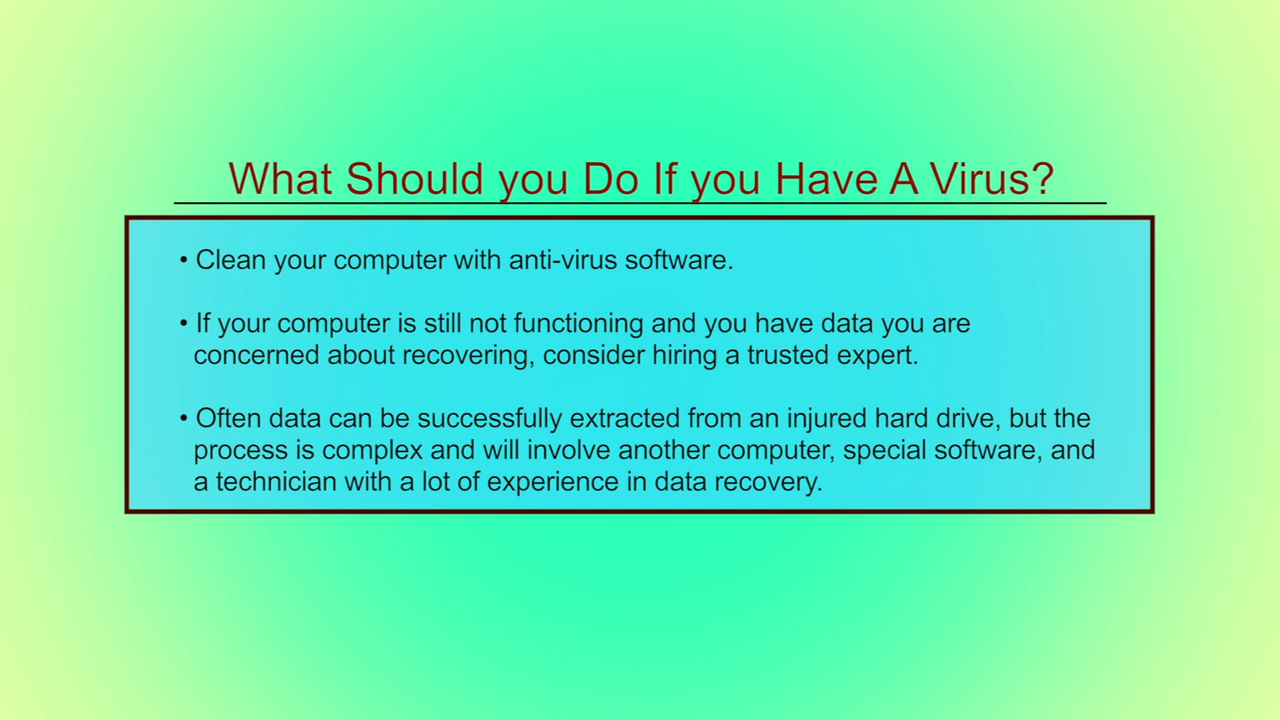 What Should you Do If you Have A Virus?
• Clean your computer with anti-virus software.
• If your computer is still not functioning and you have data you are
concerned about recovering, consider hiring a trusted expert.
• Often data can be successfully extracted from an injured hard drive, but the
process is complex and will involve another computer, special software, and
a technician with a lot of experience in data recovery.